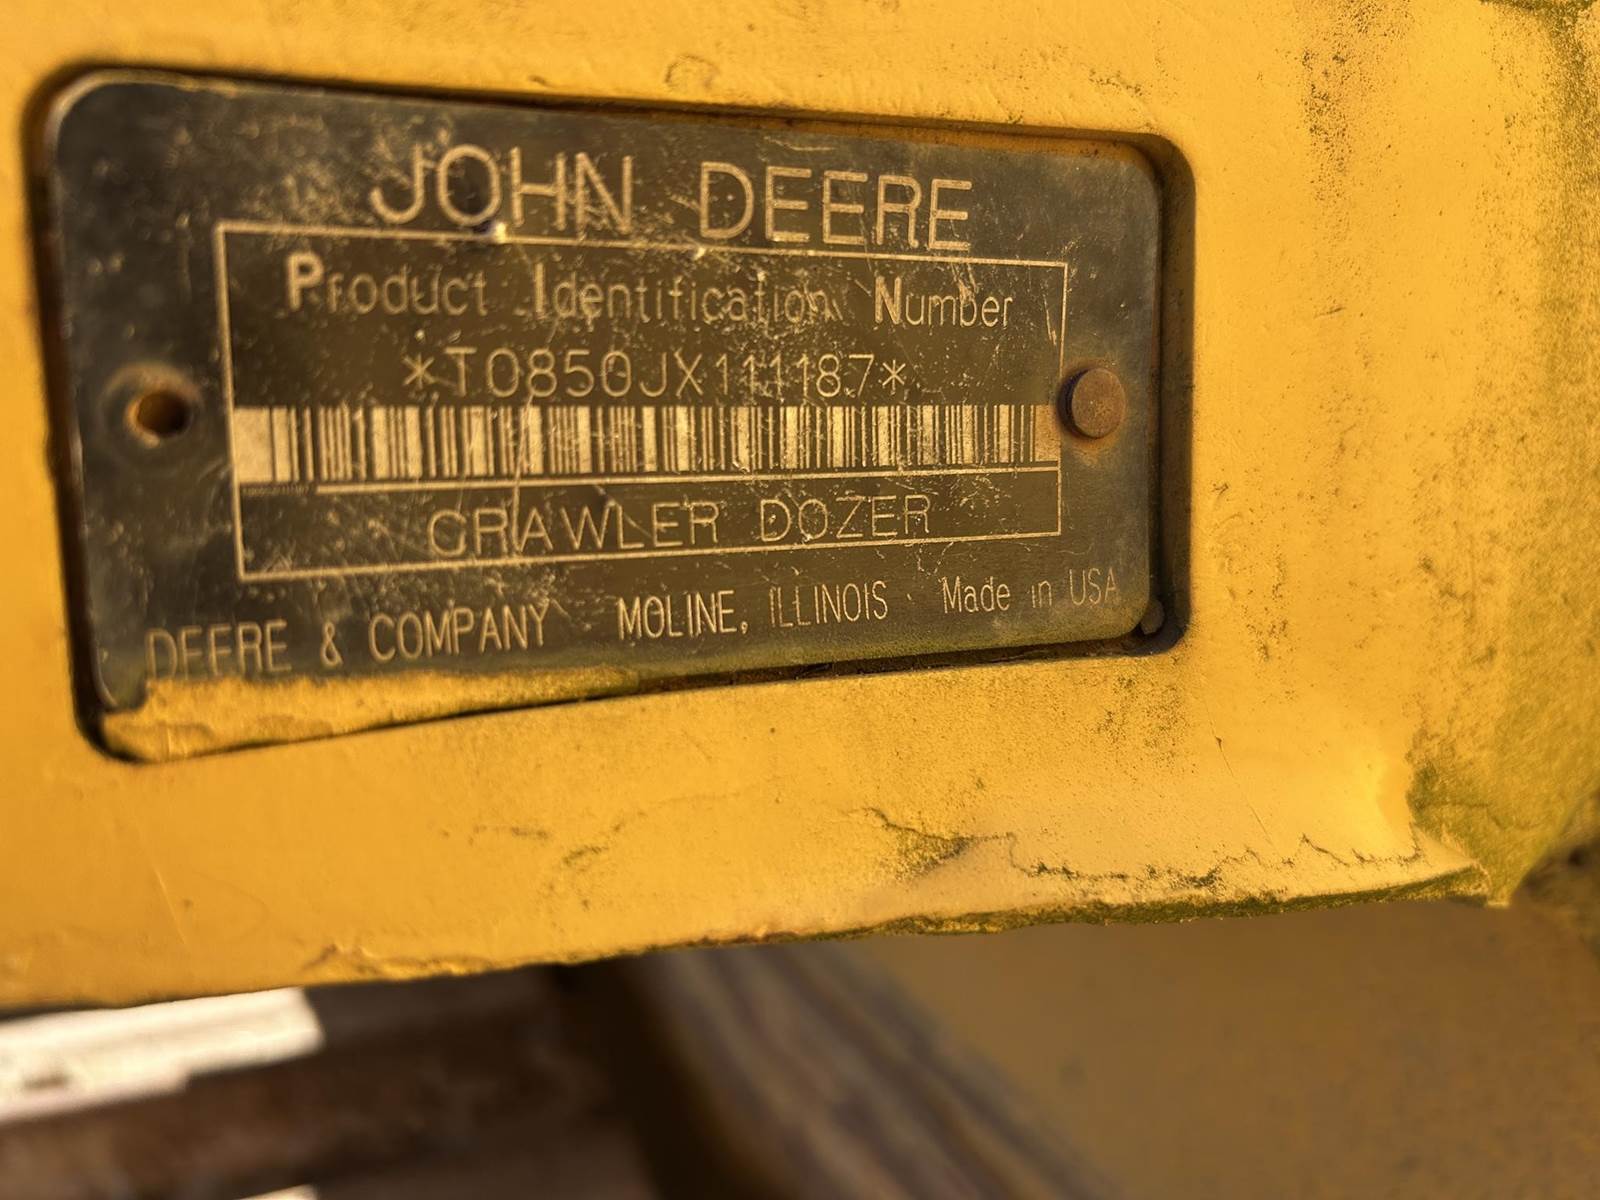 JOHN DEERE
Product Identification Number
*T0850JX111187*
CRAWLER DOZER
DEERE & COMPANY MOLINE, ILLINOIS Made in USA